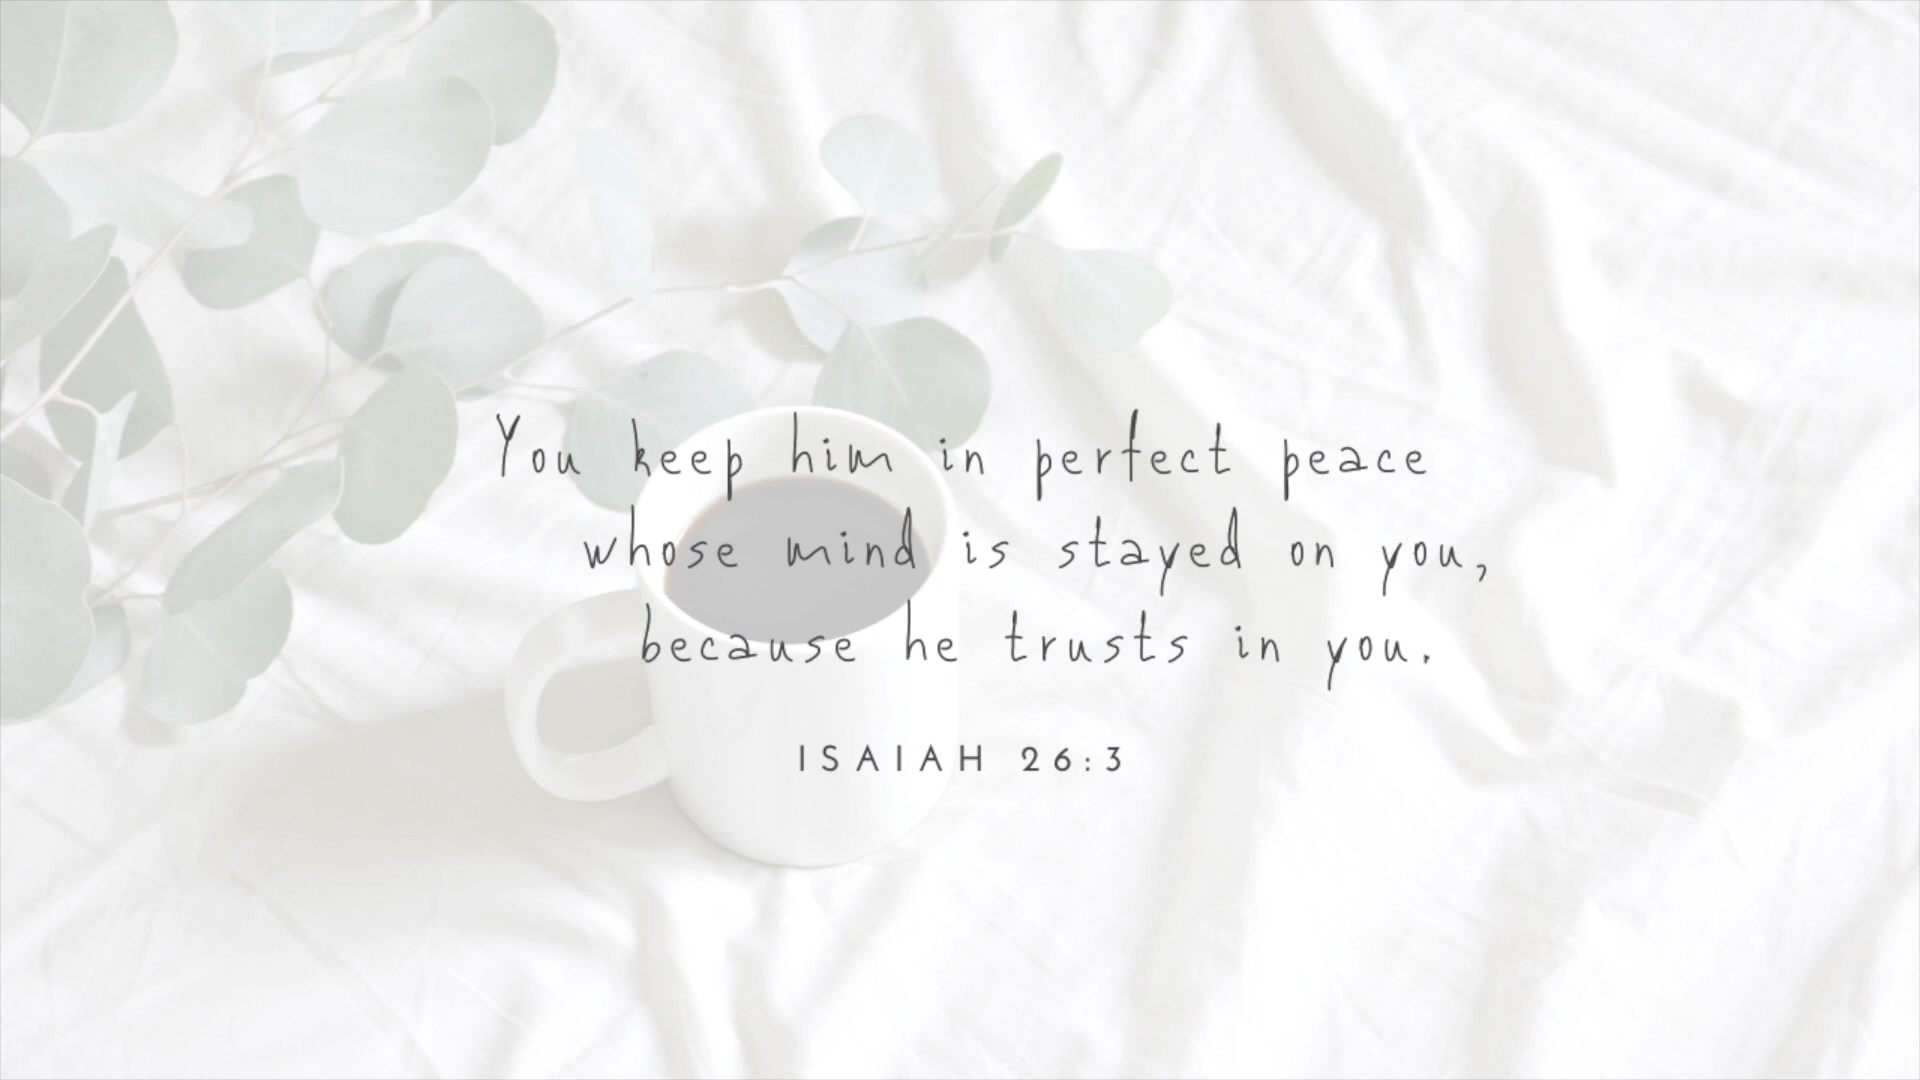 You keep him in perfect peace
whose mind is stayed on you,
because he trusts in you.
ISAIAH 26:3